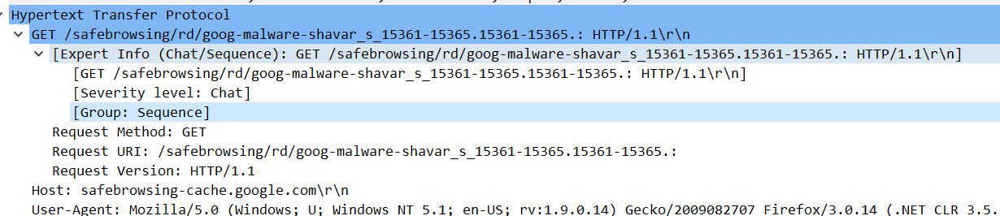 Hypertext Transfer Protocol
GET /safebrowsing/rd/goog-malware-shavar_s_15361-15365.15361-15365.: HTTP/1.1\r\n
[Expert Info (Chat/Sequence): GET /safebrowsing/rd/goog-malware-shavar_s_15361-15365.15361-15365.: HTTP/1.1\r\n]
[GET /safebrowsing/rd/goog-malware-shavar_s_15361-15365.15361-15365.: HTTP/1.1\r\n]
[Severity level: Chat]
[Group: Sequence]
Request Method: GET
Request URI: /safebrowsing/rd/goog-malware-shavar_s_15361-15365.15361-15365.:
Request Version: HTTP/1.1
Host: safebrowsing-cache.google.com\r\n
User-Agent: Mozilla/5.0 (Windows; U; Windows NT 5.1; en-US; rv:1.9.0.14) Gecko/2009082707 Firefox/3.0.14 (.NET CLR 3.5.